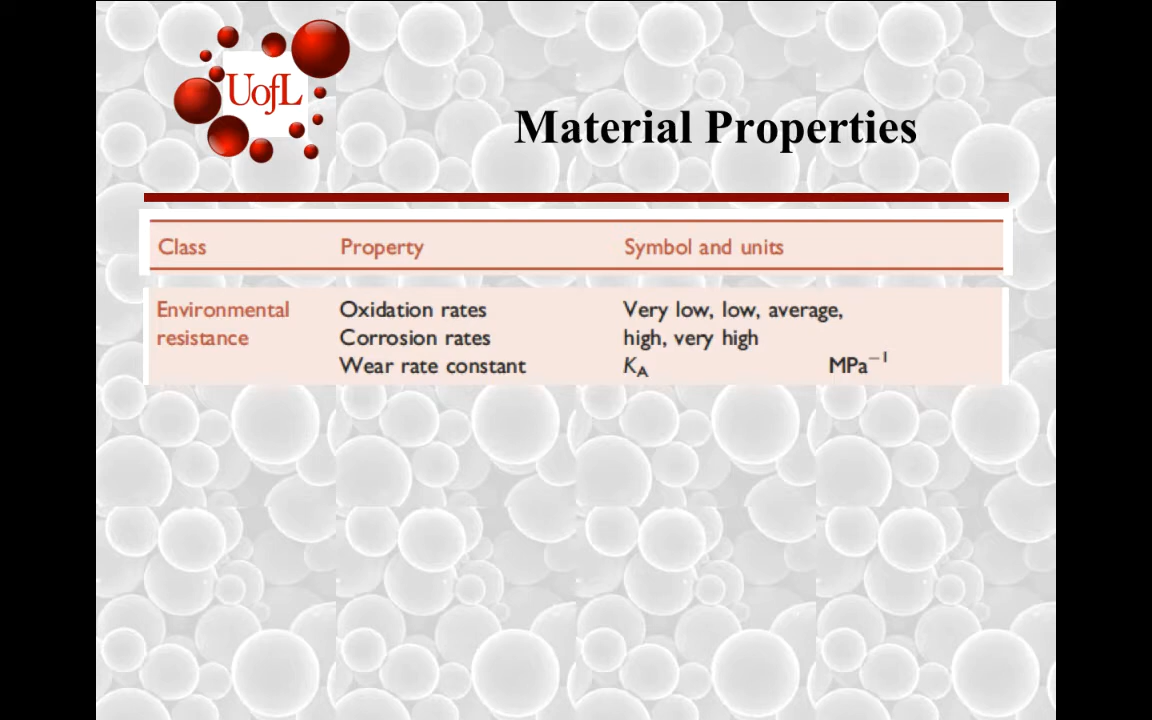 UofL
Material Properties
Class Property Symbol and units
Environmental Oxidation rates Very low, low, average,
resistance Corrosion rates high, very high
Wear rate constant K_A MPa⁻¹